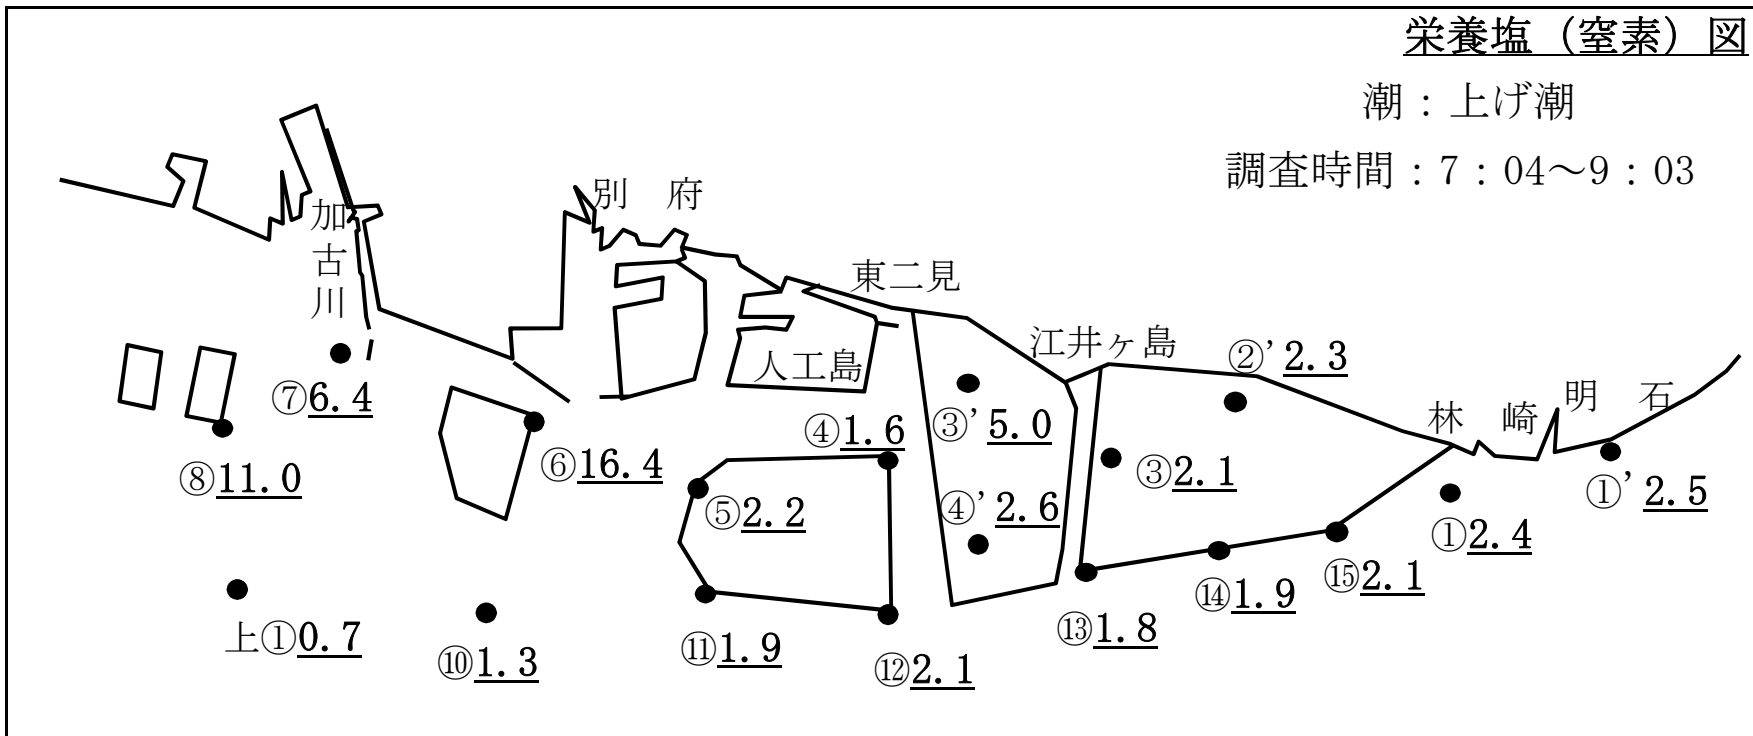 栄養塩（窒素）図
潮：上げ潮
調査時間：7：04～9：03
加古川
別　府
東二見
人工島
江井ヶ島
林　崎
明　石
②' 2.3
⑦6.4
④1.6
③' 5.0
⑧11.0
⑥16.4
③2.1
①' 2.5
⑤2.2
④' 2.6
①2.4
⑮2.1
⑭1.9
⑬1.8
上①0.7
⑩1.3
⑪1.9
⑫2.1